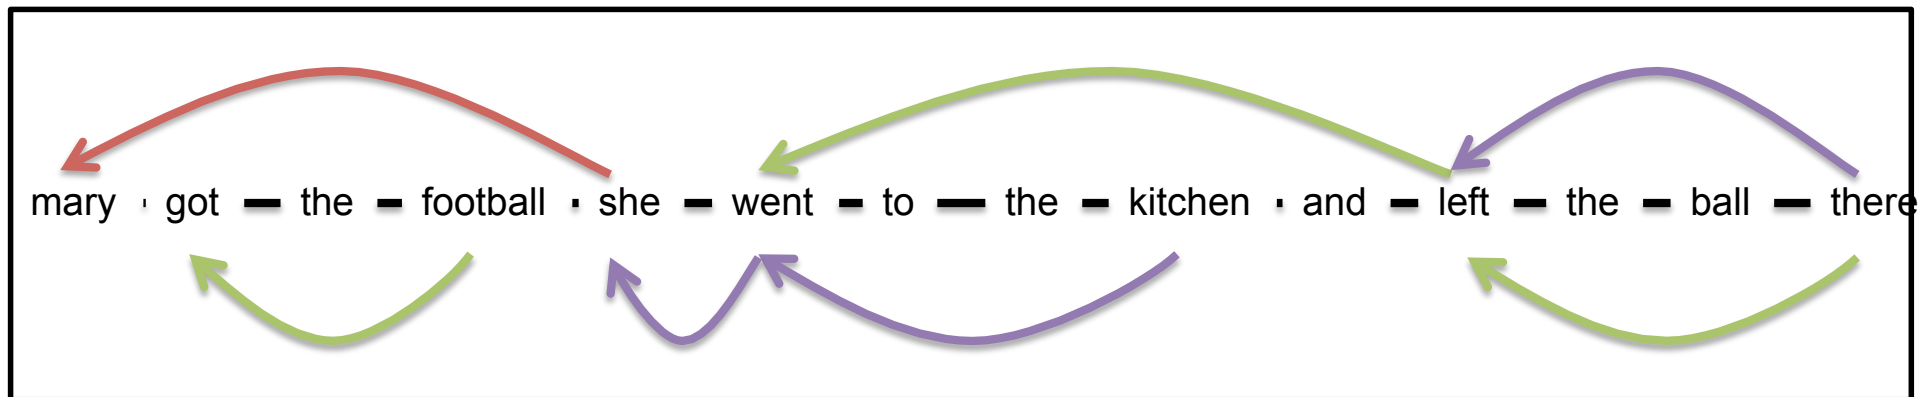 mary got the football she went to the kitchen and left the ball there